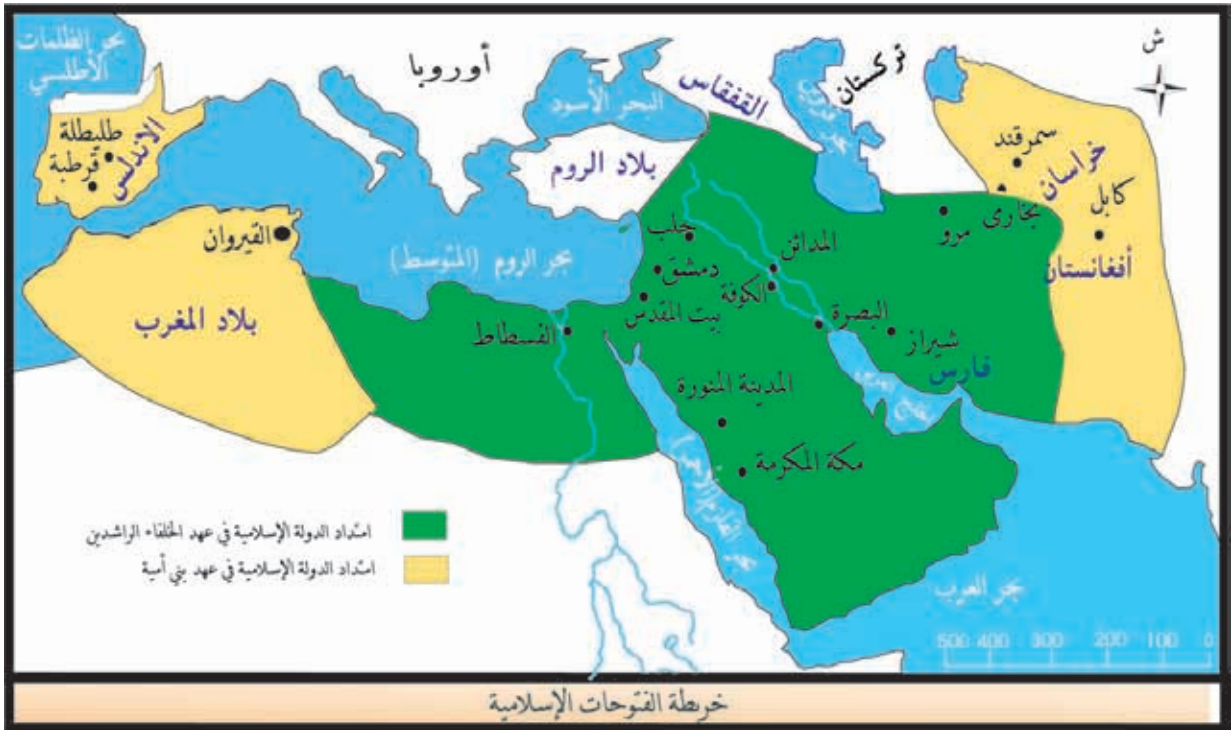 بحر الظلمات
الأطلسي
أوروبا
البحر الأسود
القفقاس
تركستان
ش
طليطلة
قرطبة
الاندلس
بلاد الروم
سمرقند
خراسان
بخارى
كابل
أفغانستان
مرو
القيروان
بلاد المغرب
بحر الروم (المتوسط)
حلب
دمشق
المدائن
الكوفة
بيت المقدس
البصرة
شيراز
فارس
الفسطاط
المدينة المنورة
مكة المكرمة
بحر العرب
امتداد الدولة الإسلامية في عهد الخلفاء الراشدين
امتداد الدولة الإسلامية في عهد بني أمية
500 400 300 200 100 0
خريطة الفتوحات الإسلامية